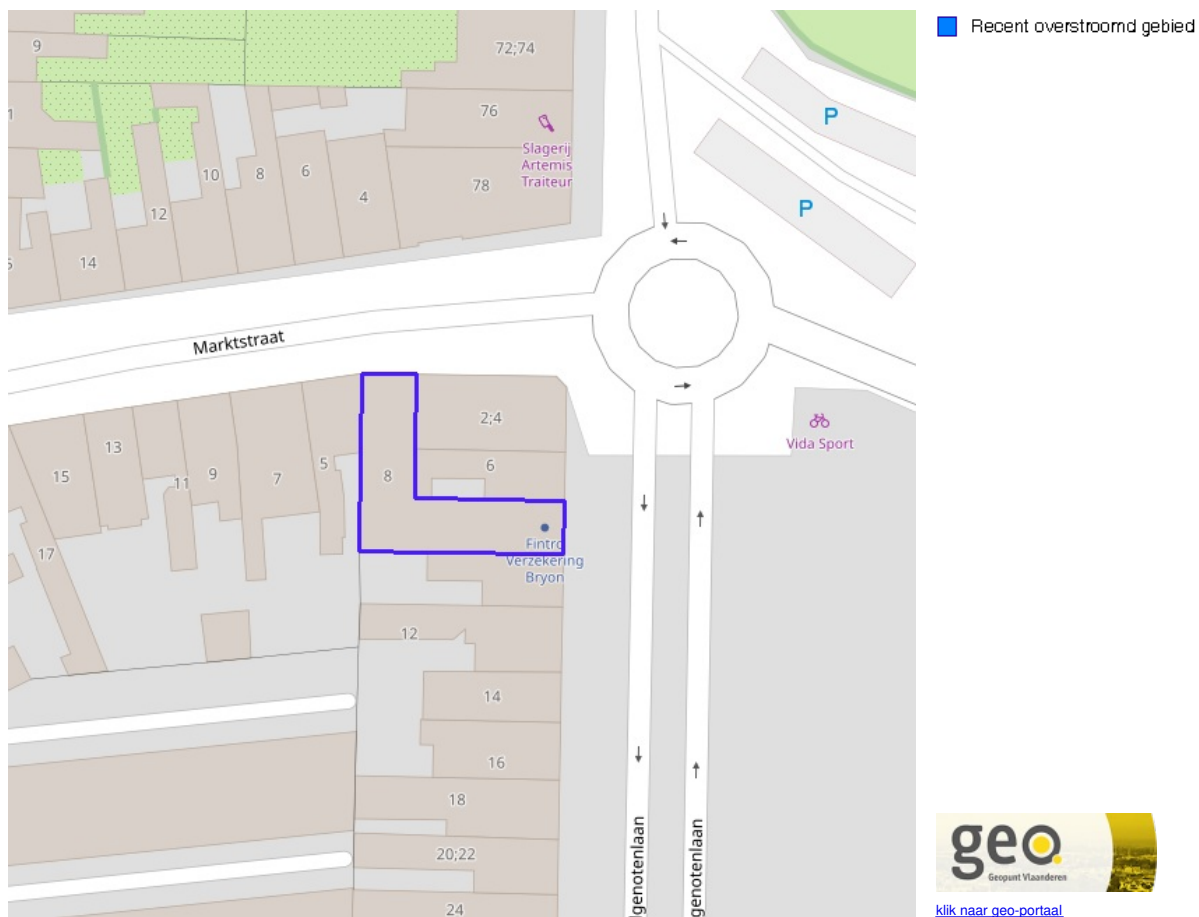 Recent overstroomd gebied
9
72;74
1
76
P
Slagerij
Artemis
Traiteur
10
8
6
4
78
12
P
14
5
Marktstraat
2;4
Vida Sport
13
15
11
9
7
5
8
6
17
Fintro
Verzekering
Bryon
12
14
16
18
20;22
24
genotenlaan
genotenlaan
geo
Geopunt Vlaanderen
klik naar geo-portaal